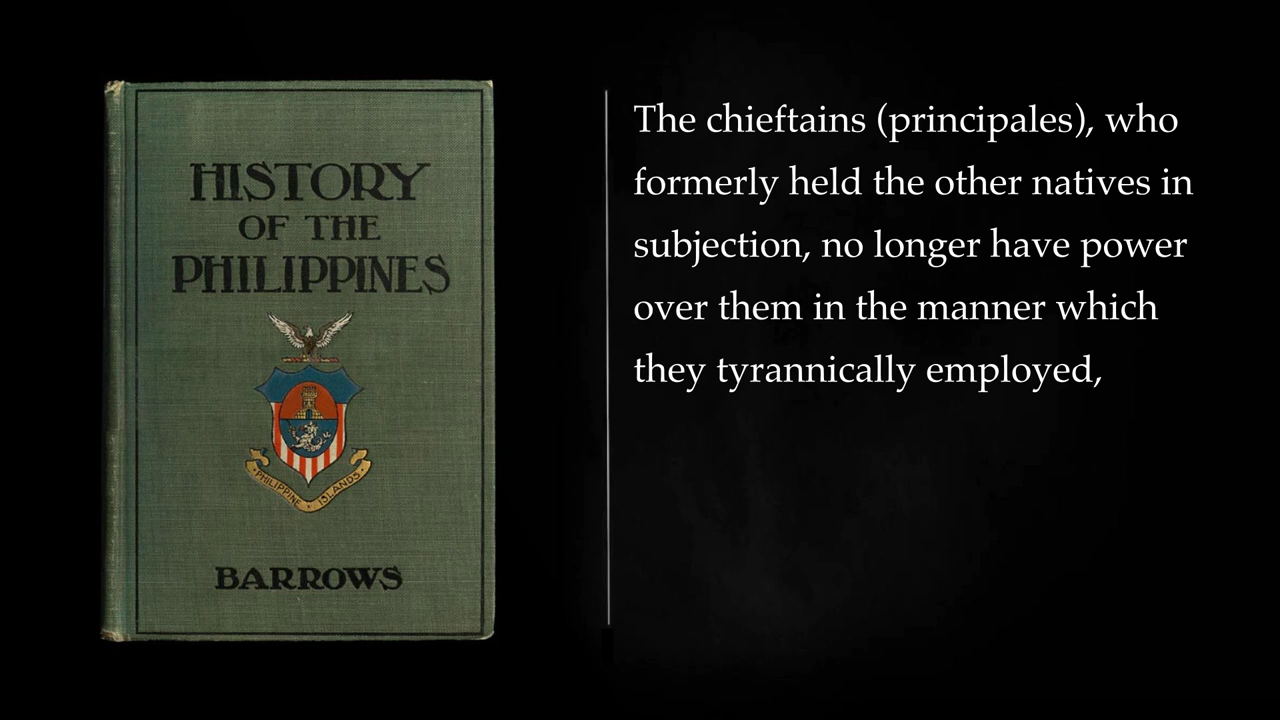 HISTORY
OF THE
PHILIPPINES
PHILIPPINE ISLANDS
BARROWS
The chieftains (principales), who
formerly held the other natives in
subjection, no longer have power
over them in the manner which
they tyrannically employed,